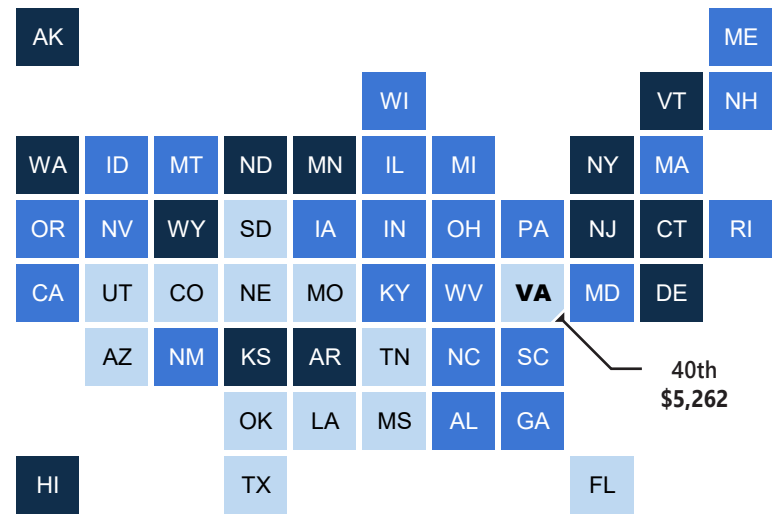 AK ME
WI VT NH
WA ID MT ND MN IL MI NY MA
OR NV WY SD IA IN OH PA NJ CT RI
CA UT CO NE MO KY WV VA MD DE
AZ NM KS AR TN NC SC
40th
$5,262
OK LA MS AL GA
HI TX FL